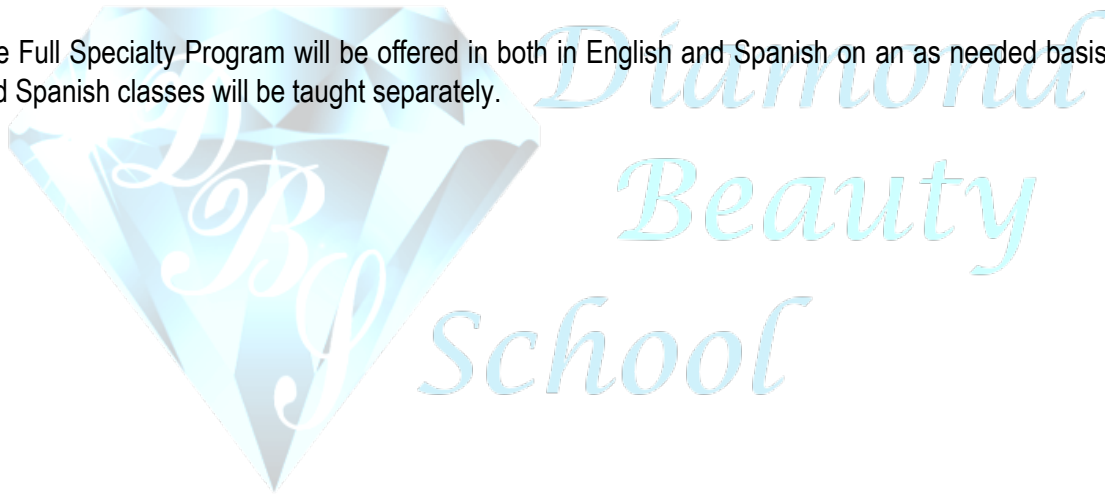 e Full Specialty Program will be offered in both in English and Spanish on an as needed basis
d Spanish classes will be taught separately.
Diamond
Beauty
School
DBS